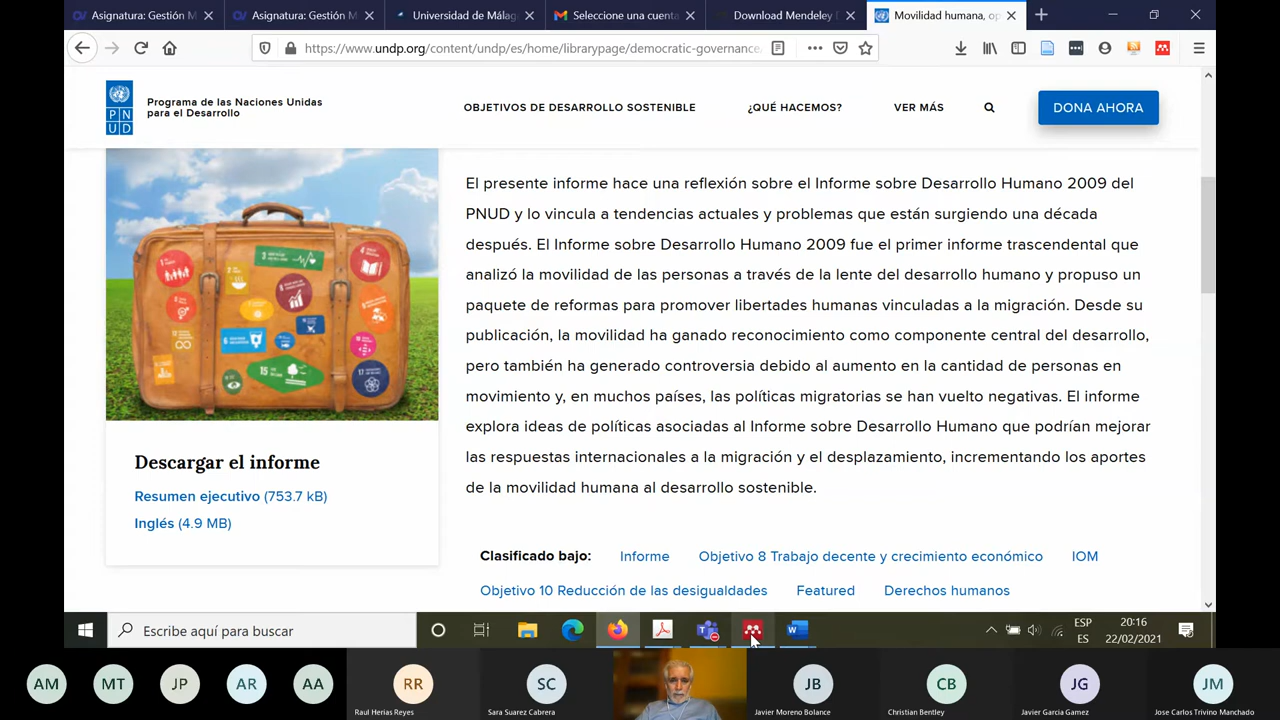 Asignatura: Gestión M
Asignatura: Gestión M
Universidad de Málag
Seleccione una cuenta
Download Mendeley
Movilidad humana, op
https://www.undp.org/content/undp/es/home/librarypage/democratic-governance
PNUD
Programa de las Naciones Unidas
para el Desarrollo
OBJETIVOS DE DESARROLLO SOSTENIBLE
¿QUÉ HACEMOS?
VER MÁS
DONA AHORA
El presente informe hace una reflexión sobre el Informe sobre Desarrollo Humano 2009 del
PNUD y lo vincula a tendencias actuales y problemas que están surgiendo una década
después. El Informe sobre Desarrollo Humano 2009 fue el primer informe trascendental que
analizó la movilidad de las personas a través de la lente del desarrollo humano y propuso un
paquete de reformas para promover libertades humanas vinculadas a la migración. Desde su
publicación, la movilidad ha ganado reconocimiento como componente central del desarrollo,
pero también ha generado controversia debido al aumento en la cantidad de personas en
movimiento y, en muchos países, las políticas migratorias se han vuelto negativas. El informe
explora ideas de políticas asociadas al Informe sobre Desarrollo Humano que podrían mejorar
las respuestas internacionales a la migración y el desplazamiento, incrementando los aportes
de la movilidad humana al desarrollo sostenible.
Descargar el informe
Resumen ejecutivo (753.7 kB)
Inglés (4.9 MB)
Clasificado bajo:
Informe
Objetivo 8 Trabajo decente y crecimiento económico
IOM
Objetivo 10 Reducción de las desigualdades
Featured
Derechos humanos
Escribe aquí para buscar
ESP
ES
20:16
22/02/2021
AM
MT
JP
AR
AA
RR
SC
JB
CB
JG
JM
Raul Herias Reyes
Sara Suarez Cabrera
Javier Moreno Bolance
Christian Bentley
Javier Garcia Gamez
Jose Carlos Trivino Manchado